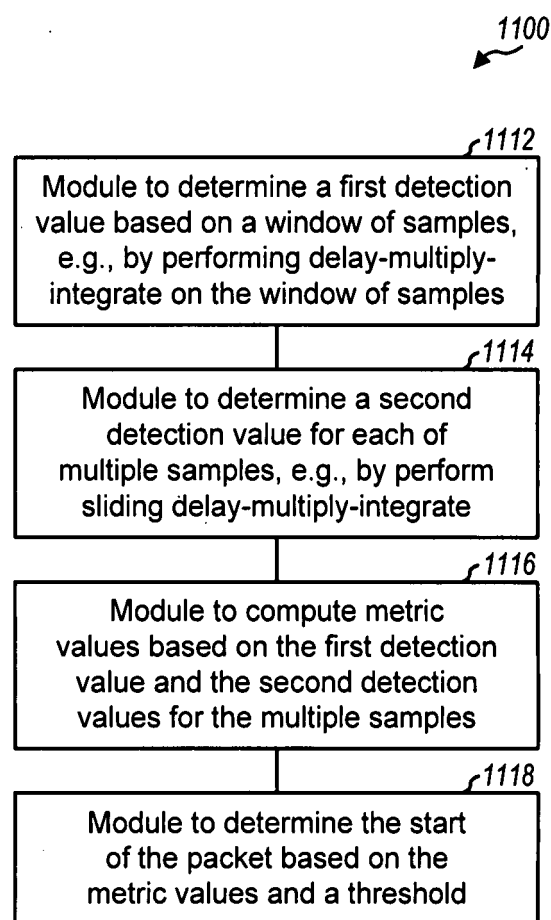 1100
1112
Module to determine a first detection
value based on a window of samples,
e.g., by performing delay-multiply-
integrate on the window of samples
1114
Module to determine a second
detection value for each of
multiple samples, e.g., by perform
sliding delay-multiply-integrate
1116
Module to compute metric
values based on the first detection
value and the second detection
values for the multiple samples
1118
Module to determine the start
of the packet based on the
metric values and a threshold